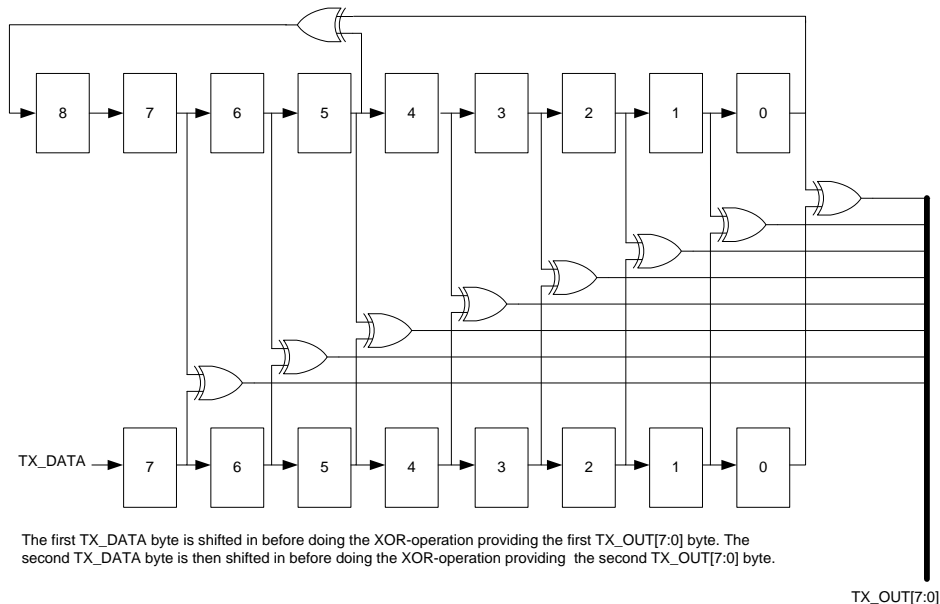 8 7 6 5 4 3 2 1 0
TX_DATA 7 6 5 4 3 2 1 0
The first TX_DATA byte is shifted in before doing the XOR-operation providing the first TX_OUT[7:0] byte. The
second TX_DATA byte is then shifted in before doing the XOR-operation providing the second TX_OUT[7:0] byte.
TX_OUT[7:0]